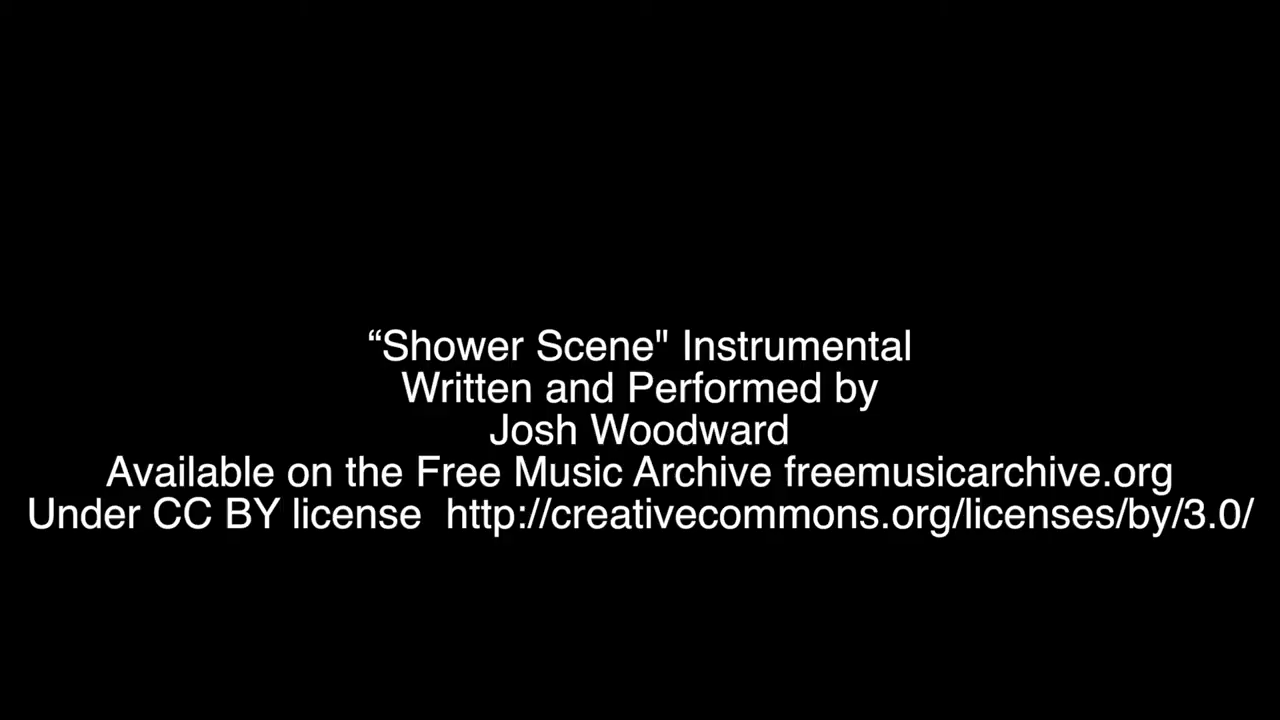 “Shower Scene" Instrumental
Written and Performed by
Josh Woodward
Available on the Free Music Archive freemusicarchive.org
Under CC BY license  http://creativecommons.org/licenses/by/3.0/